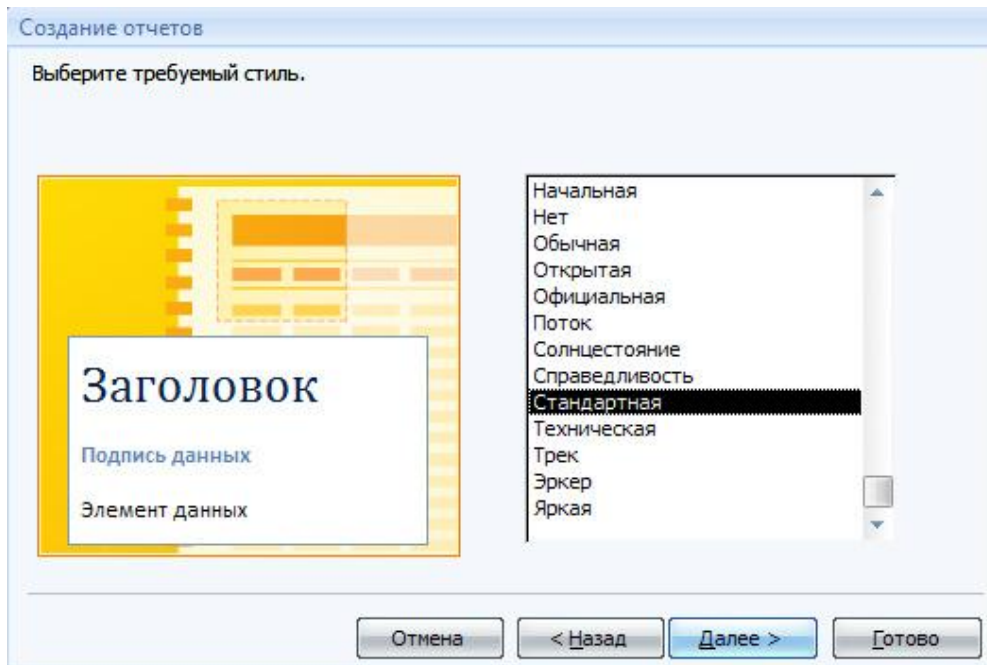 Создание отчетов
Выберите требуемый стиль.
Заголовок
Подпись данных
Элемент данных
Начальная
Нет
Обычная
Открытая
Официальная
Поток
Солнцестояние
Справедливость
Стандартная
Техническая
Трек
Эркер
Яркая
Отмена
< Назад
Далее >
Готово